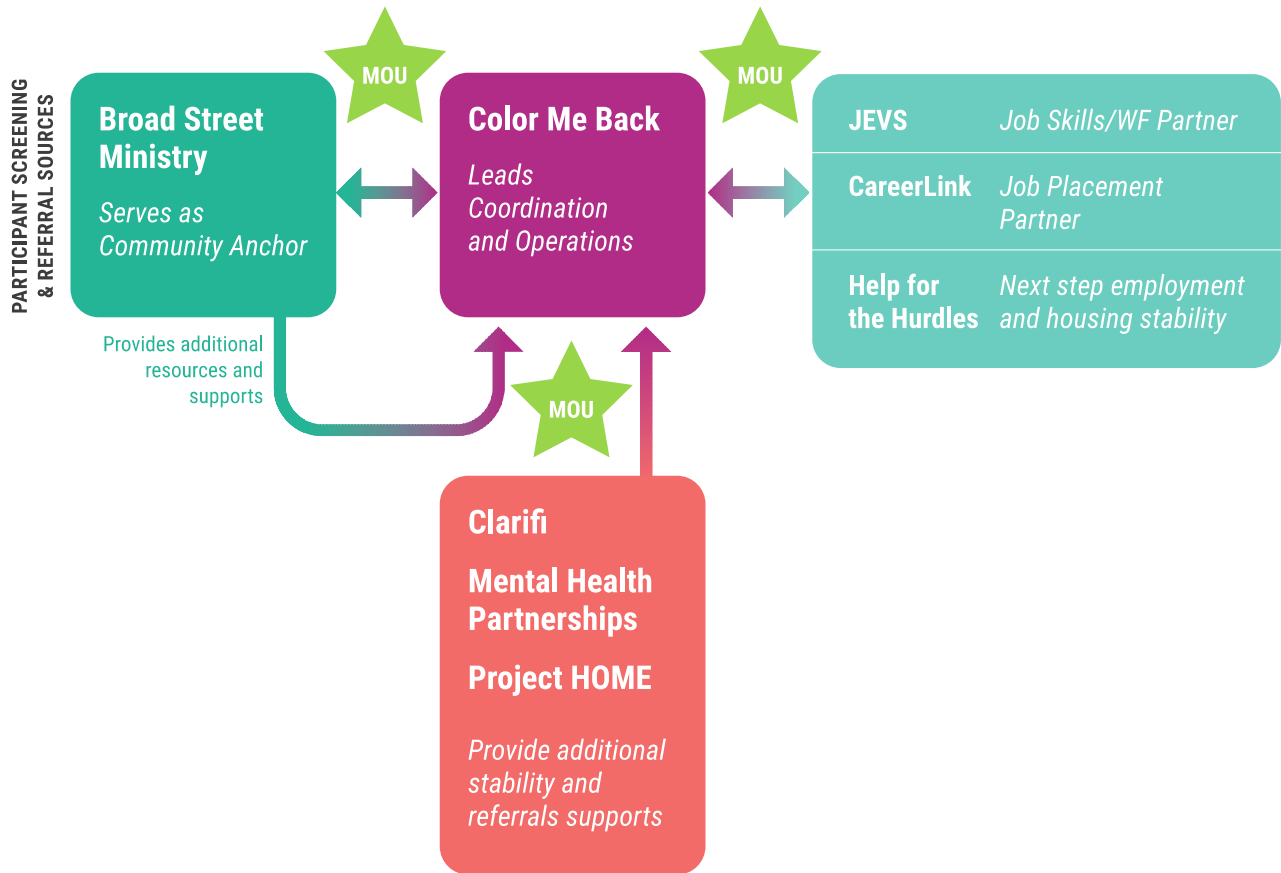 PARTICIPANT SCREENING
& REFERRAL SOURCES
Broad Street
Ministry
Serves as
Community Anchor
MOU
Color Me Back
Leads
Coordination
and Operations
MOU
JEVS Job Skills/WF Partner
CareerLink Job Placement
Partner
Help for Next step employment
the Hurdles and housing stability
Provides additional
resources and
supports
MOU
Clarifi
Mental Health
Partnerships
Project HOME
Provide additional
stability and
referrals supports